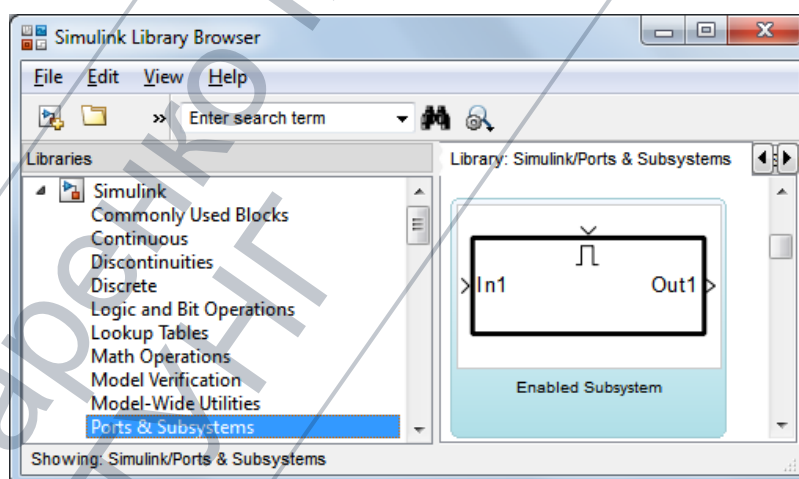 Simulink Library Browser
File Edit View Help
» Enter search term
Libraries
Library: Simulink/Ports & Subsystems
Simulink
Commonly Used Blocks
Continuous
Discontinuities
Discrete
Logic and Bit Operations
Lookup Tables
Math Operations
Model Verification
Model-Wide Utilities
Ports & Subsystems
In1
Out1
Enabled Subsystem
Showing: Simulink/Ports & Subsystems